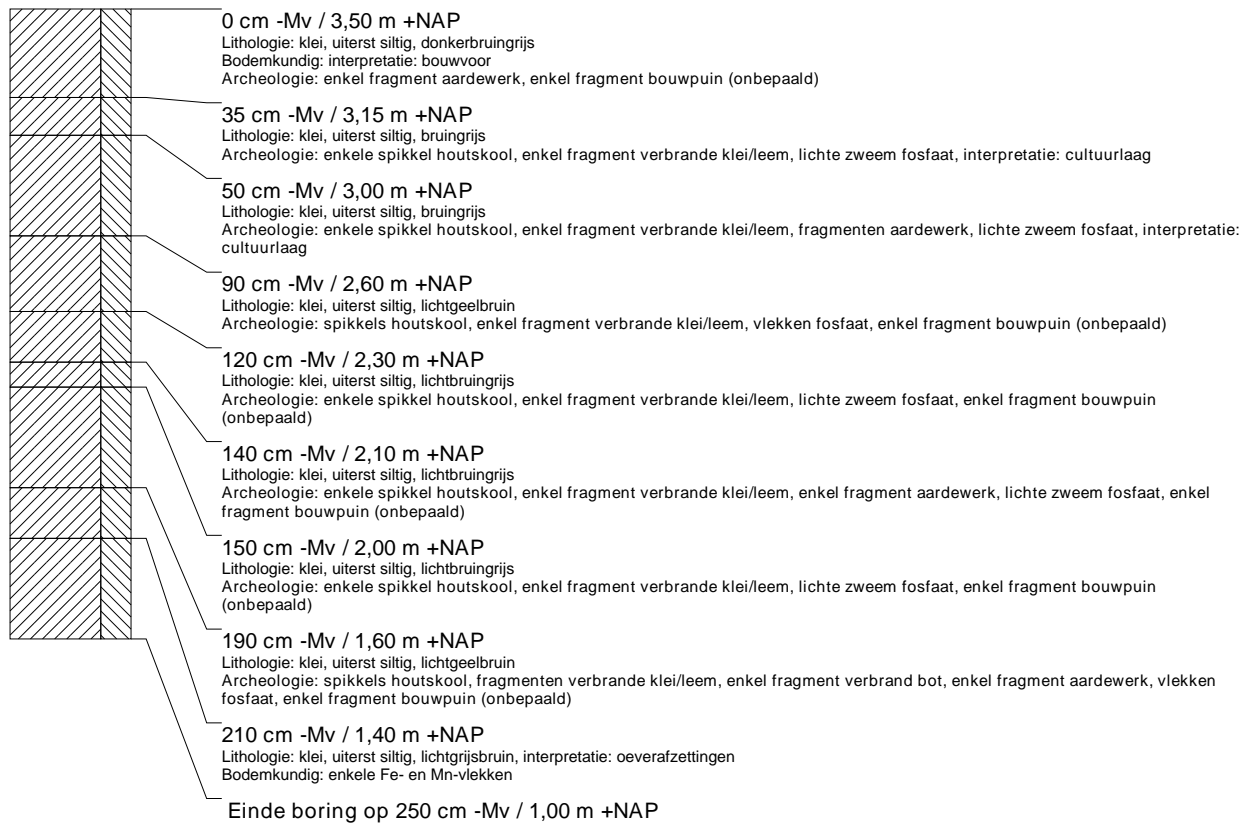 0 cm -Mv / 3,50 m +NAP
Lithologie: klei, uiterst siltig, donkerbruingrijs
Bodemkundig: interpretatie: bouwvoor
Archeologie: enkel fragment aardewerk, enkel fragment bouwpuin (onbepaald)
35 cm -Mv / 3,15 m +NAP
Lithologie: klei, uiterst siltig, bruingrijs
Archeologie: enkele spikkel houtskool, enkel fragment verbrande klei/leem, lichte zweem fosfaat, interpretatie: cultuurlaag
50 cm -Mv / 3,00 m +NAP
Lithologie: klei, uiterst siltig, bruingrijs
Archeologie: enkele spikkel houtskool, enkel fragment verbrande klei/leem, fragmenten aardewerk, lichte zweem fosfaat, interpretatie:
cultuurlaag
90 cm -Mv / 2,60 m +NAP
Lithologie: klei, uiterst siltig, lichtgeelbruin
Archeologie: spikkels houtskool, enkel fragment verbrande klei/leem, vlekken fosfaat, enkel fragment bouwpuin (onbepaald)
120 cm -Mv / 2,30 m +NAP
Lithologie: klei, uiterst siltig, lichtbruingrijs
Archeologie: enkele spikkel houtskool, enkel fragment verbrande klei/leem, lichte zweem fosfaat, enkel fragment bouwpuin
(onbepaald)
140 cm -Mv / 2,10 m +NAP
Lithologie: klei, uiterst siltig, lichtbruingrijs
Archeologie: enkele spikkel houtskool, enkel fragment verbrande klei/leem, enkel fragment aardewerk, lichte zweem fosfaat, enkel
fragment bouwpuin (onbepaald)
150 cm -Mv / 2,00 m +NAP
Lithologie: klei, uiterst siltig, lichtbruingrijs
Archeologie: enkele spikkel houtskool, enkel fragment verbrande klei/leem, lichte zweem fosfaat, enkel fragment bouwpuin
(onbepaald)
190 cm -Mv / 1,60 m +NAP
Lithologie: klei, uiterst siltig, lichtgeelbruin
Archeologie: spikkels houtskool, fragmenten verbrande klei/leem, enkel fragment verbrand bot, enkel fragment aardewerk, vlekken
fosfaat, enkel fragment bouwpuin (onbepaald)
210 cm -Mv / 1,40 m +NAP
Lithologie: klei, uiterst siltig, lichtgrijsbruin, interpretatie: oeverafzettingen
Bodemkundig: enkele Fe- en Mn-vlekken
Einde boring op 250 cm -Mv / 1,00 m +NAP